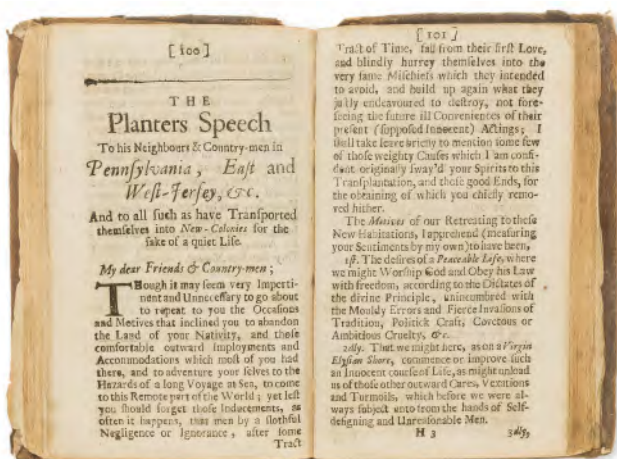 [ 100 ]
THE
Planters Speech
To his Neighbours & Country-men in
Pennsylvania, East and
West-Jersey, &c.
And to all such as have Transported
themselves into New-Colonies for the
sake of a quiet Life.
My dear Friends & Country-men;
THough it may seem very Imperti-
nent and Unnecessary to go about
to repeat to you the Occasions
and Motives that inclined you to abandon
the Land of your Nativity, and those
comfortable outward Imployments and
Accommodations which most of you had
there, and to adventure your selves to the
Hazards of a long Voyage at Sea, to come
to this Remote part of the World; yet lest
you should forget those Inducements, as
often it happens, that men by a slothful
Negligence or Ignorance, after some
Tract
[ 101 ]
Tract of Time, fall from their first Love,
and blindly hurrey themselves into the
very same Mischiefs which they intended
to avoid, and build up again what they
justly endeavoured to destroy, not fore-
seeing the future ill Conveniences of their
present (supposed Innocent) Actings; I
shall take leave briefly to mention some few
of those weighty Causes which I am confi-
dent originally sway'd your Spirits to this
Transplantation, and those good Ends, for
the obtaining of which you chiefly remo-
ved hither.
The Motives of our Retreating to these
New Habitations, I apprehend (measuring
your Sentiments by my own) to have been,
1st. The desires of a Peaceable Life, where
we might Worship God and Obey his Law
with freedom, according to the Dictates of
the divine Principle, unincumbred with
the Mouldy Errors and Fierce Invasions of
Tradition, Politick Craft, Covetous or
Ambitious Cruelty, &c.
2dly. That we might here, as on a Virgin
Elysian Shore, commence or improve such
an Innocent course of Life, as might unload
us of those other outward Cares, Vexations
and Turmoils, which before we were al-
ways subject unto from the hands of Self-
designing and Unreasonable Men.
H 3
3dly,